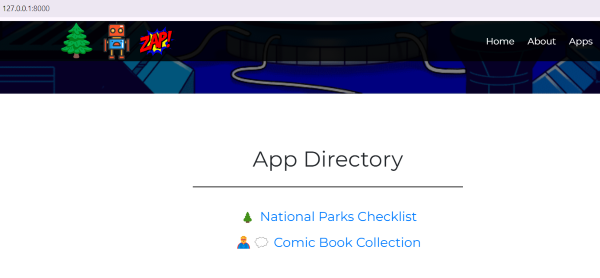 127.0.0.1:8000
ZAP!
Home About Apps
App Directory
National Parks Checklist
Comic Book Collection